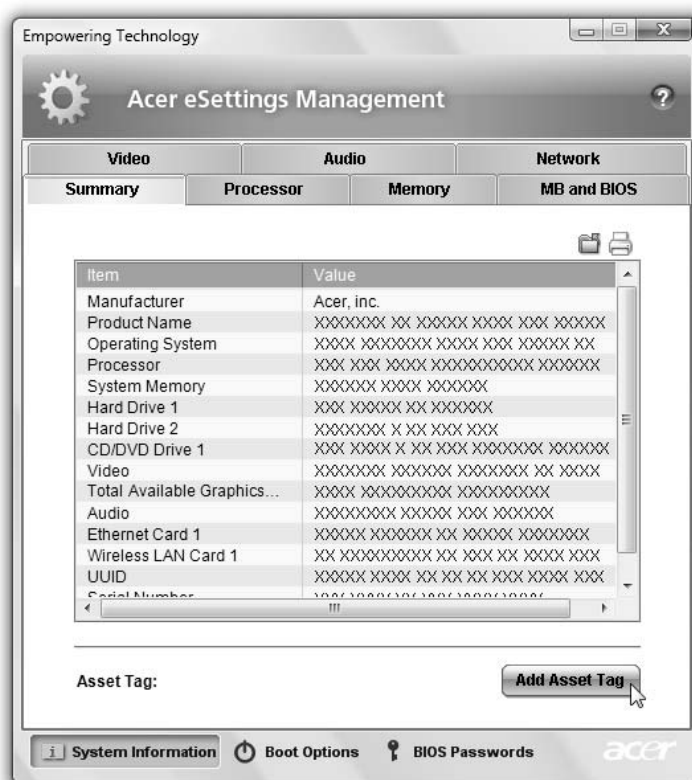 Empowering Technology
Acer eSettings Management
?
Video Audio Network
Summary Processor Memory MB and BIOS
Item Value
Manufacturer Acer, inc.
Product Name XXXXXXX XX XXXXX XXXX XXX XXXXX
Operating System XXXX XXXXXXX XXXX XXX XXXXX XX
Processor XXX XXX XXXX XXXXXXXXXX XXXXXX
System Memory XXXXXX XXXX XXXXXX
Hard Drive 1 XXX XXXXX XX XXXXXX
Hard Drive 2 XXXXXXX X XX XXX XXX
CD/DVD Drive 1 XXX XXXX X XX XXX XXXXXXX XXXXXX
Video XXXXXXX XXXXXX XXXXXXX XX XXXX
Total Available Graphics... XXXX XXXXXXXXX XXXXXXXXX
Audio XXXXXXXX XXXXX XXX XXXXXX
Ethernet Card 1 XXXXX XXXXXX XX XXXXX XXXXXXX
Wireless LAN Card 1 XX XXXXXXXXX XX XXX XX XXXX XXX
UUID XXXXX XXXX XX XX XX XXX XXXX XXX
Serial Number
Asset Tag: Add Asset Tag
i System Information Boot Options BIOS Passwords acer